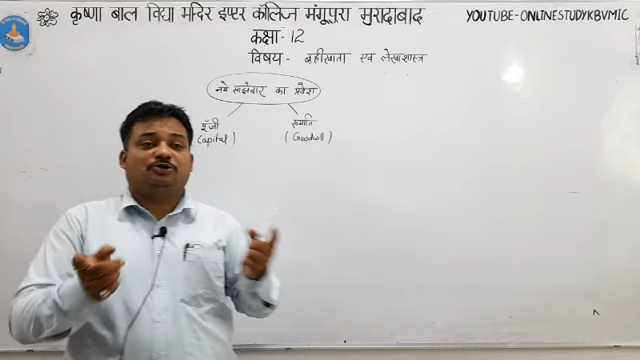 कृष्णा बाल विद्या मंदिर इण्टर कॉलिज मंगूपुरा मुरादाबाद
YOUTUBE-ONLINESTUDYKBVMIC
कक्षा-12
विषय- बहीखाता एवं लेखाशास्त्र
नये साझेदार का प्रवेश
पूँजी ख्याति
(Capital) (Goodwill)